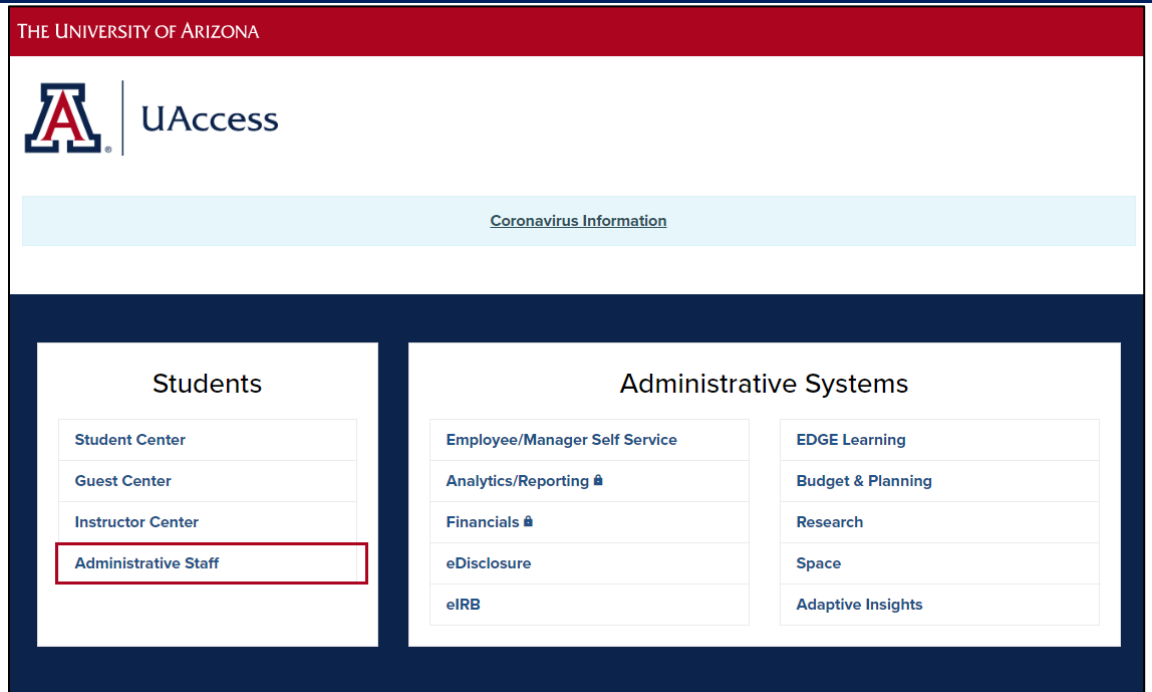 THE UNIVERSITY OF ARIZONA
A
UAccess
Coronavirus Information
Students
Student Center
Guest Center
Instructor Center
Administrative Staff
Administrative Systems
Employee/Manager Self Service
Analytics/Reporting
Financials
eDisclosure
eIRB
EDGE Learning
Budget & Planning
Research
Space
Adaptive Insights